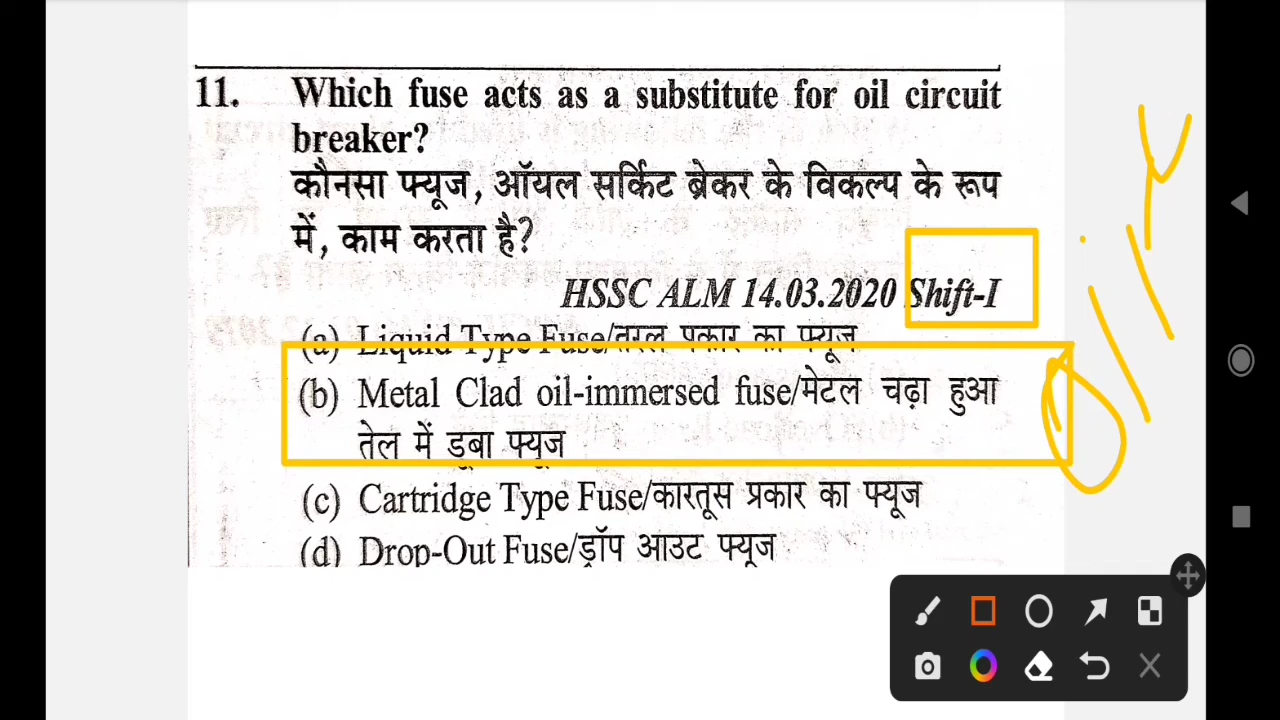 11. Which fuse acts as a substitute for oil circuit
breaker?
कौनसा फ्यूज, ऑयल सर्किट ब्रेकर के विकल्प के रूप
में, काम करता है?
HSSC ALM 14.03.2020 Shift-I
(a) Liquid Type Fuse/तरल प्रकार का फ्यूज
(b) Metal Clad oil-immersed fuse/मेटल चढ़ा हुआ
तेल में डूबा फ्यूज
(c) Cartridge Type Fuse/कारतूस प्रकार का फ्यूज
(d) Drop-Out Fuse/ड्रॉप आउट फ्यूज